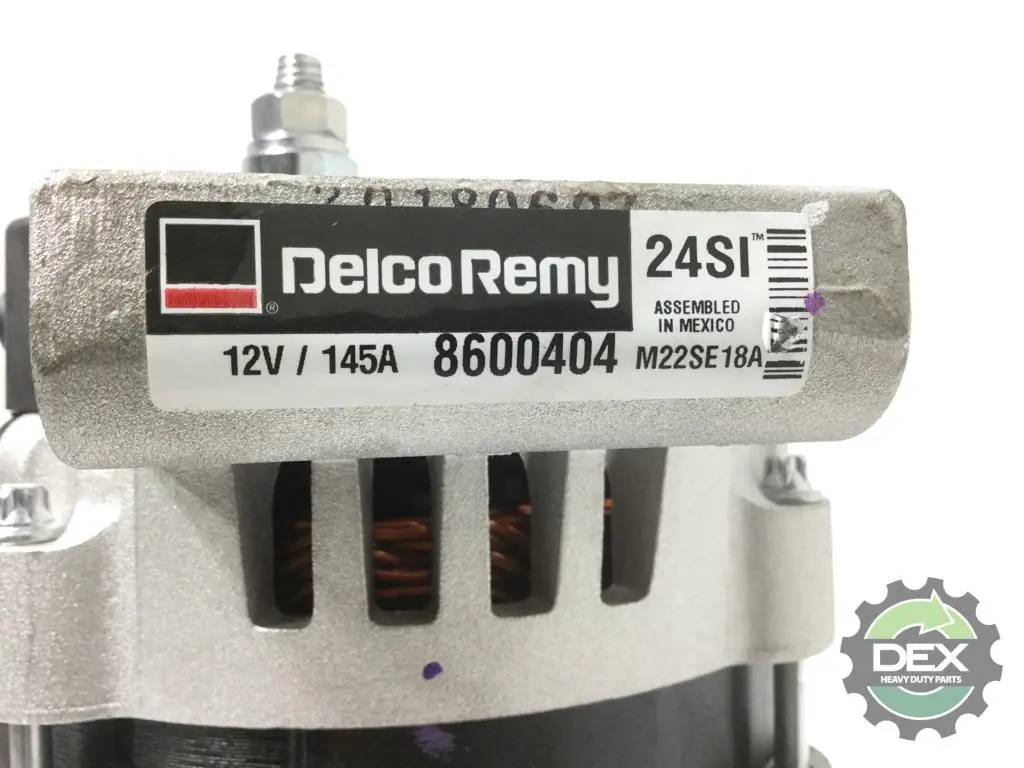 Delco Remy
®
24SI™
ASSEMBLED
IN MEXICO
12V / 145A 8600404 M22SE18A
DEX
HEAVY DUTY PARTS